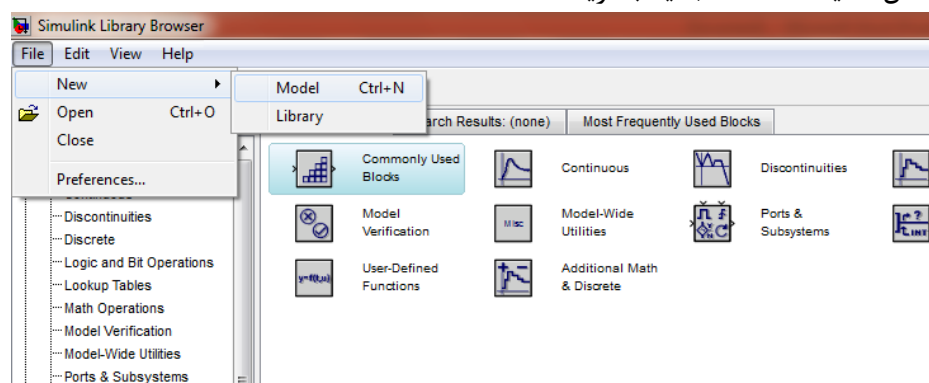 Simulink Library Browser
File Edit View Help
New
Model Ctrl+N
Open Ctrl+O
Library
Close
Preferences...
arch Results: (none) Most Frequently Used Blocks
Commonly Used Blocks
Continuous
Discontinuities
Model Verification
Misc
Model-Wide Utilities
Ports & Subsystems
y=f(t,u)
User-Defined Functions
Additional Math & Discrete
Continuous
Discontinuities
Discrete
Logic and Bit Operations
Lookup Tables
Math Operations
Model Verification
Model-Wide Utilities
Ports & Subsystems